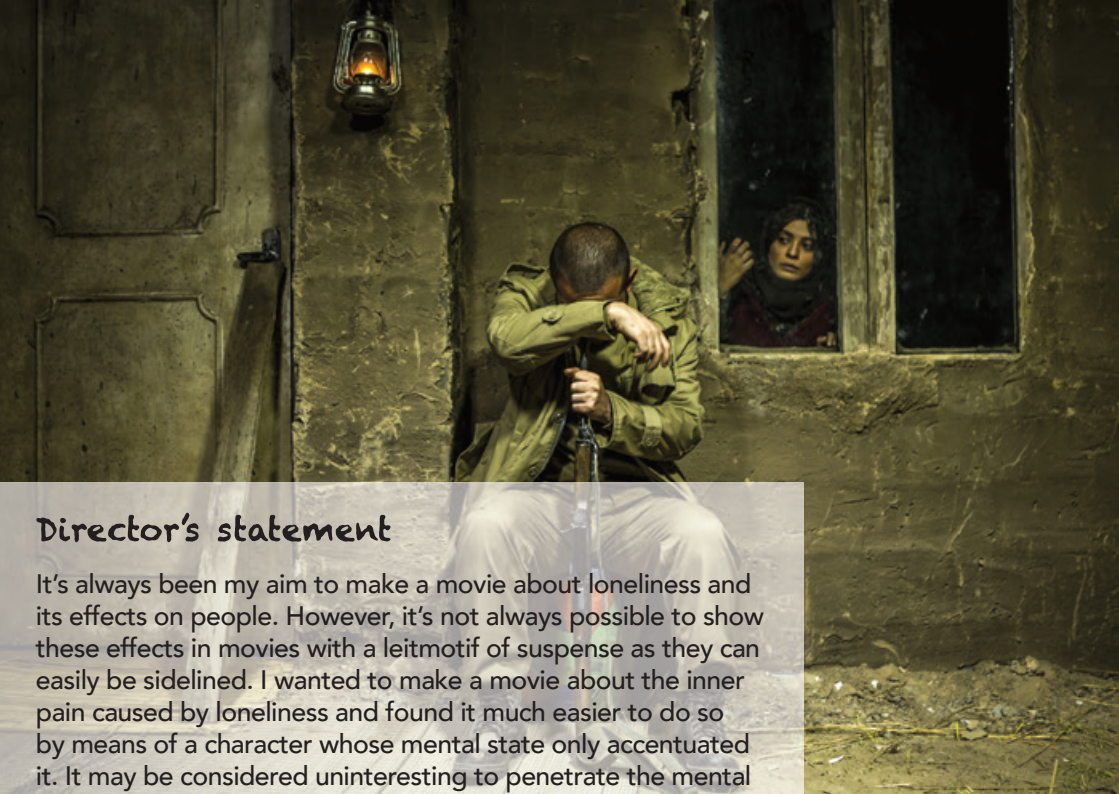 Director’s statement
It’s always been my aim to make a movie about loneliness and
its effects on people. However, it’s not always possible to show
these effects in movies with a leitmotif of suspense as they can
easily be sidelined. I wanted to make a movie about the inner
pain caused by loneliness and found it much easier to do so
by means of a character whose mental state only accentuated
it. It may be considered uninteresting to penetrate the mental